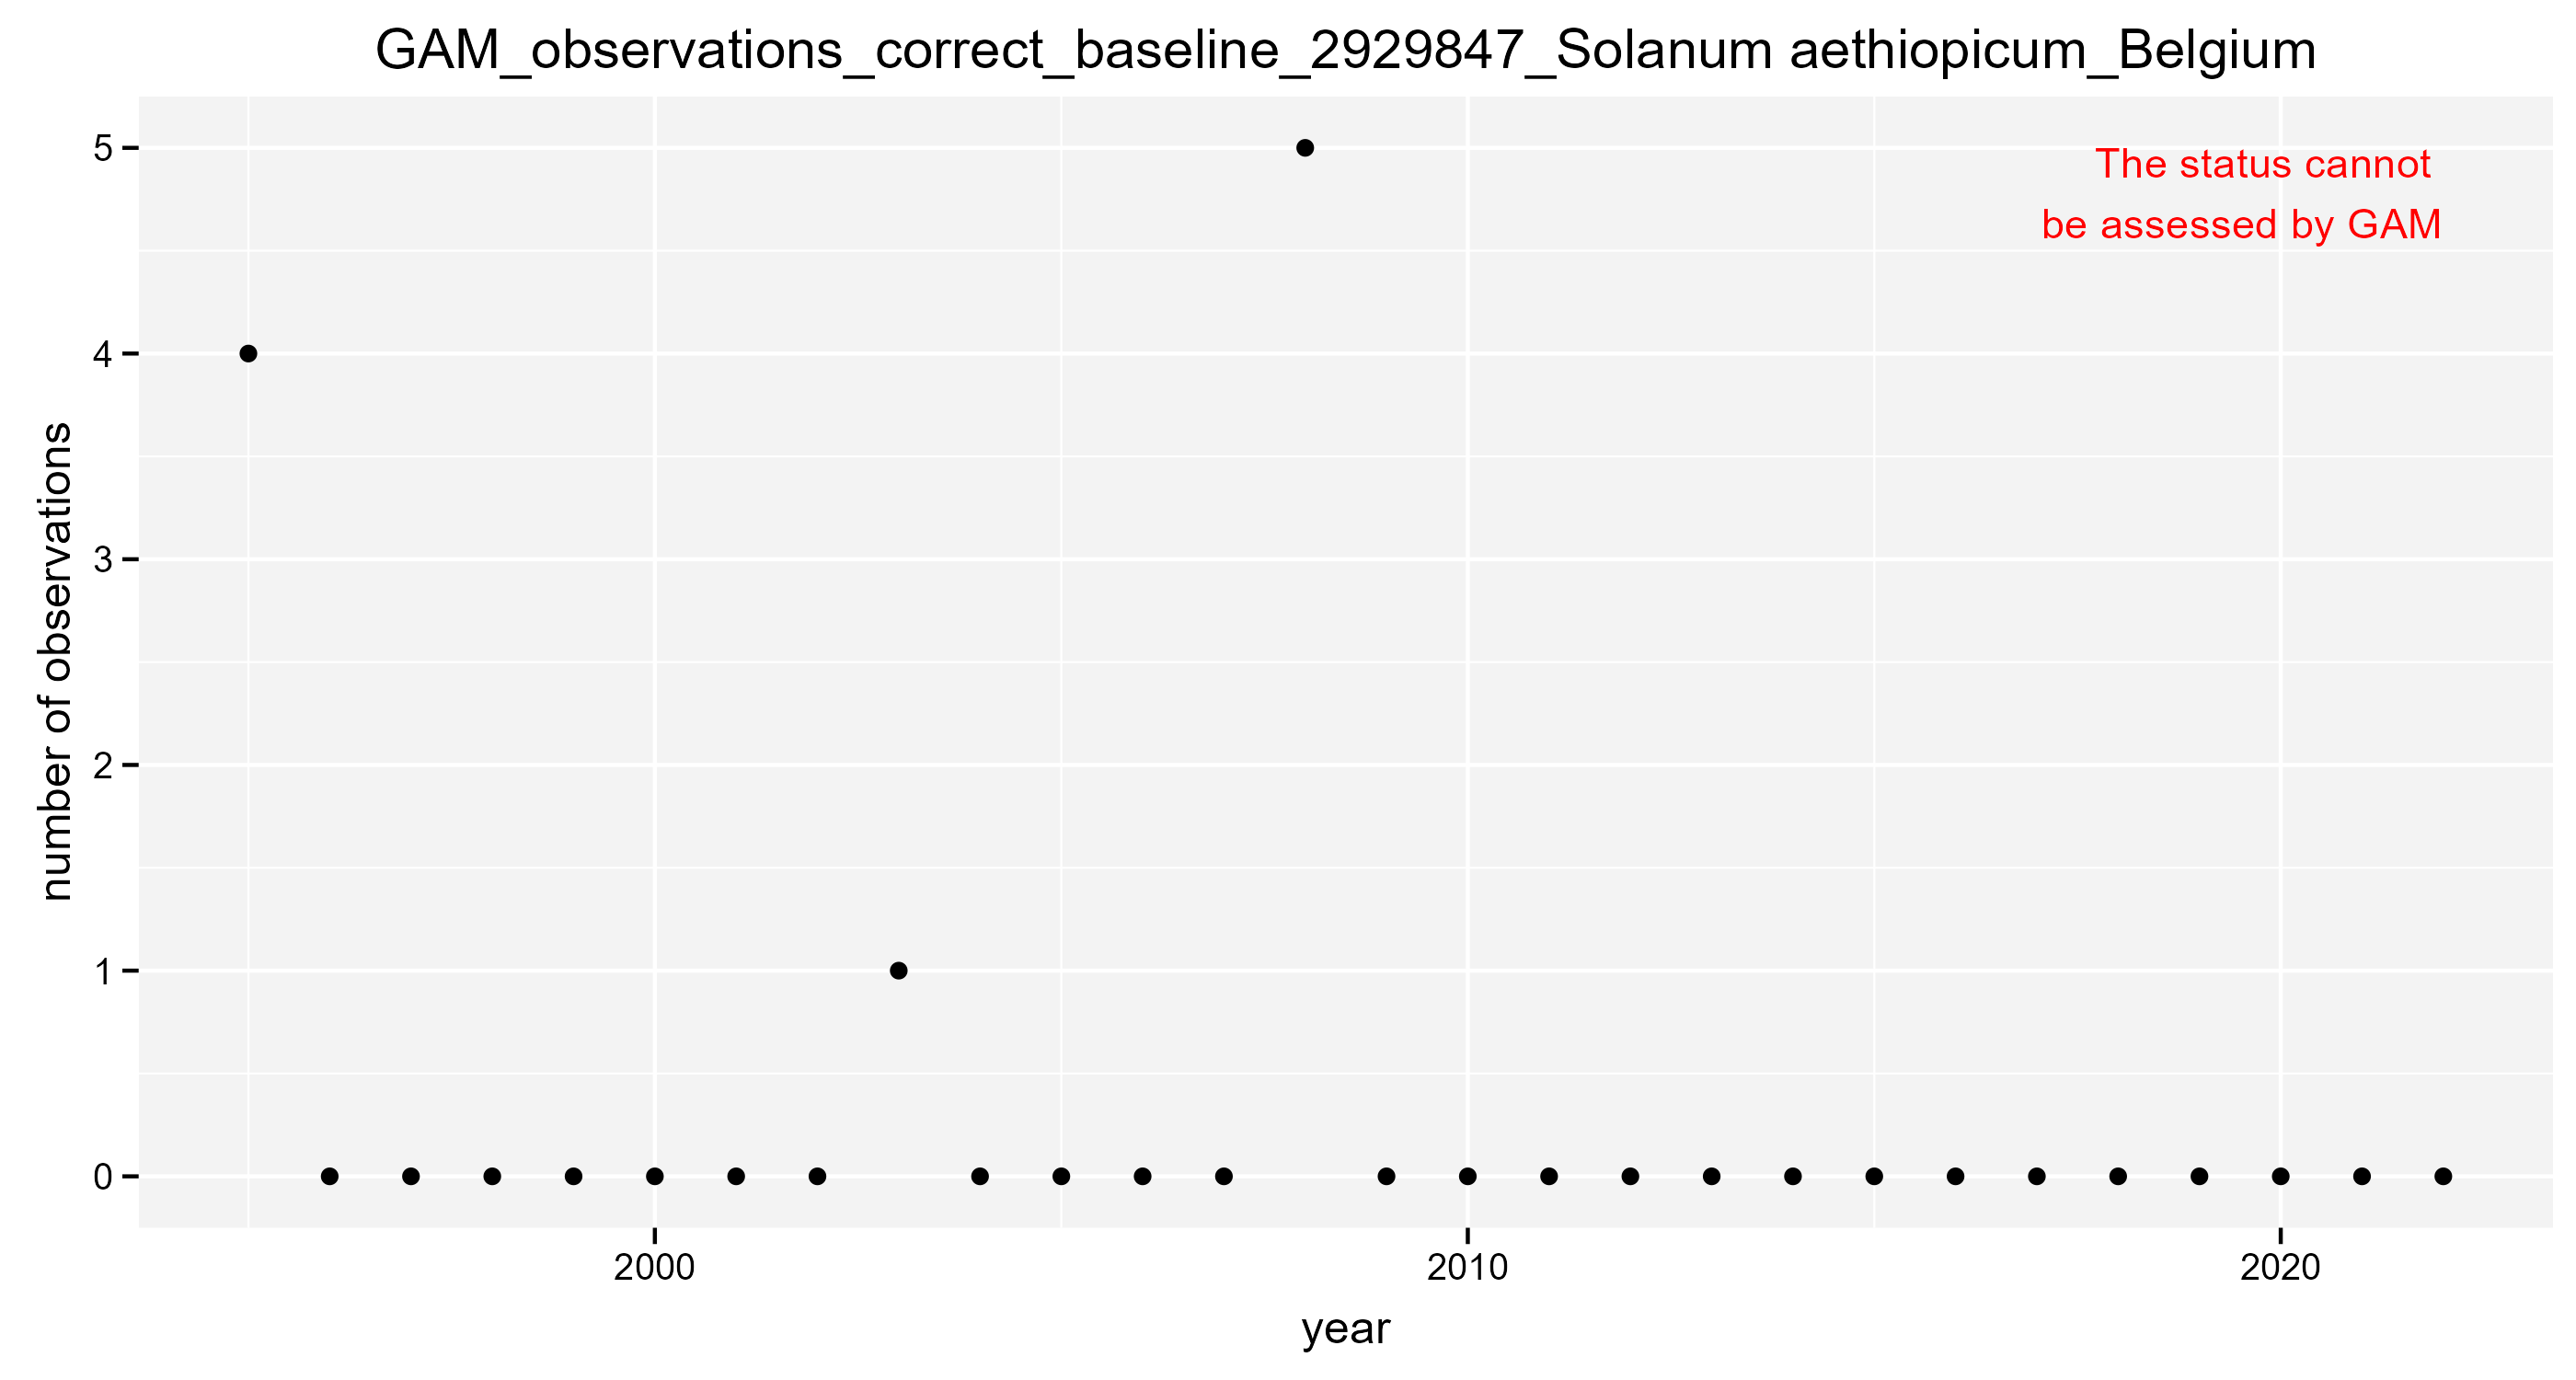 GAM_observations_correct_baseline_2929847_Solanum aethiopicum_Belgium
The status cannot
be assessed by GAM
number of observations
5
4
3
2
1
0
2000
2010
2020
year